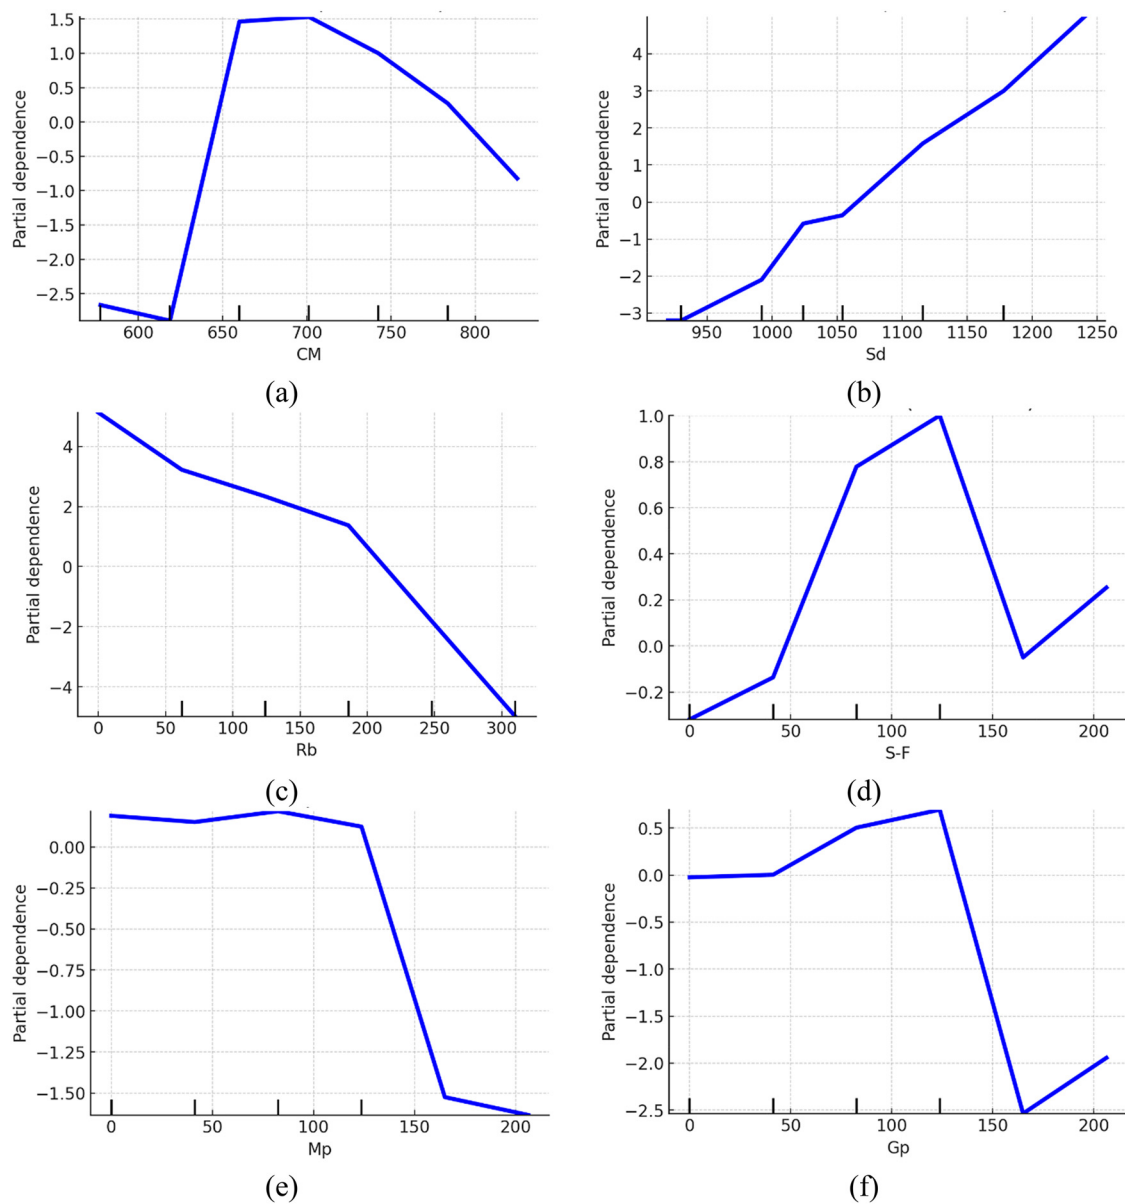 1.5
1.0
0.5
0.0
−0.5
−1.0
−1.5
−2.0
−2.5
Partial dependence
600 650 700 750 800
CM
(a)
4
3
2
1
0
−1
−2
−3
Partial dependence
950 1000 1050 1100 1150 1200 1250
Sd
(b)
4
2
0
−2
−4
Partial dependence
0 50 100 150 200 250 300
Rb
(c)
1.0
0.8
0.6
0.4
0.2
0.0
−0.2
Partial dependence
0 50 100 150 200
S-F
(d)
0.00
−0.25
−0.50
−0.75
−1.00
−1.25
−1.50
Partial dependence
0 50 100 150 200
Mp
(e)
0.5
0.0
−0.5
−1.0
−1.5
−2.0
−2.5
Partial dependence
0 50 100 150 200
Gp
(f)